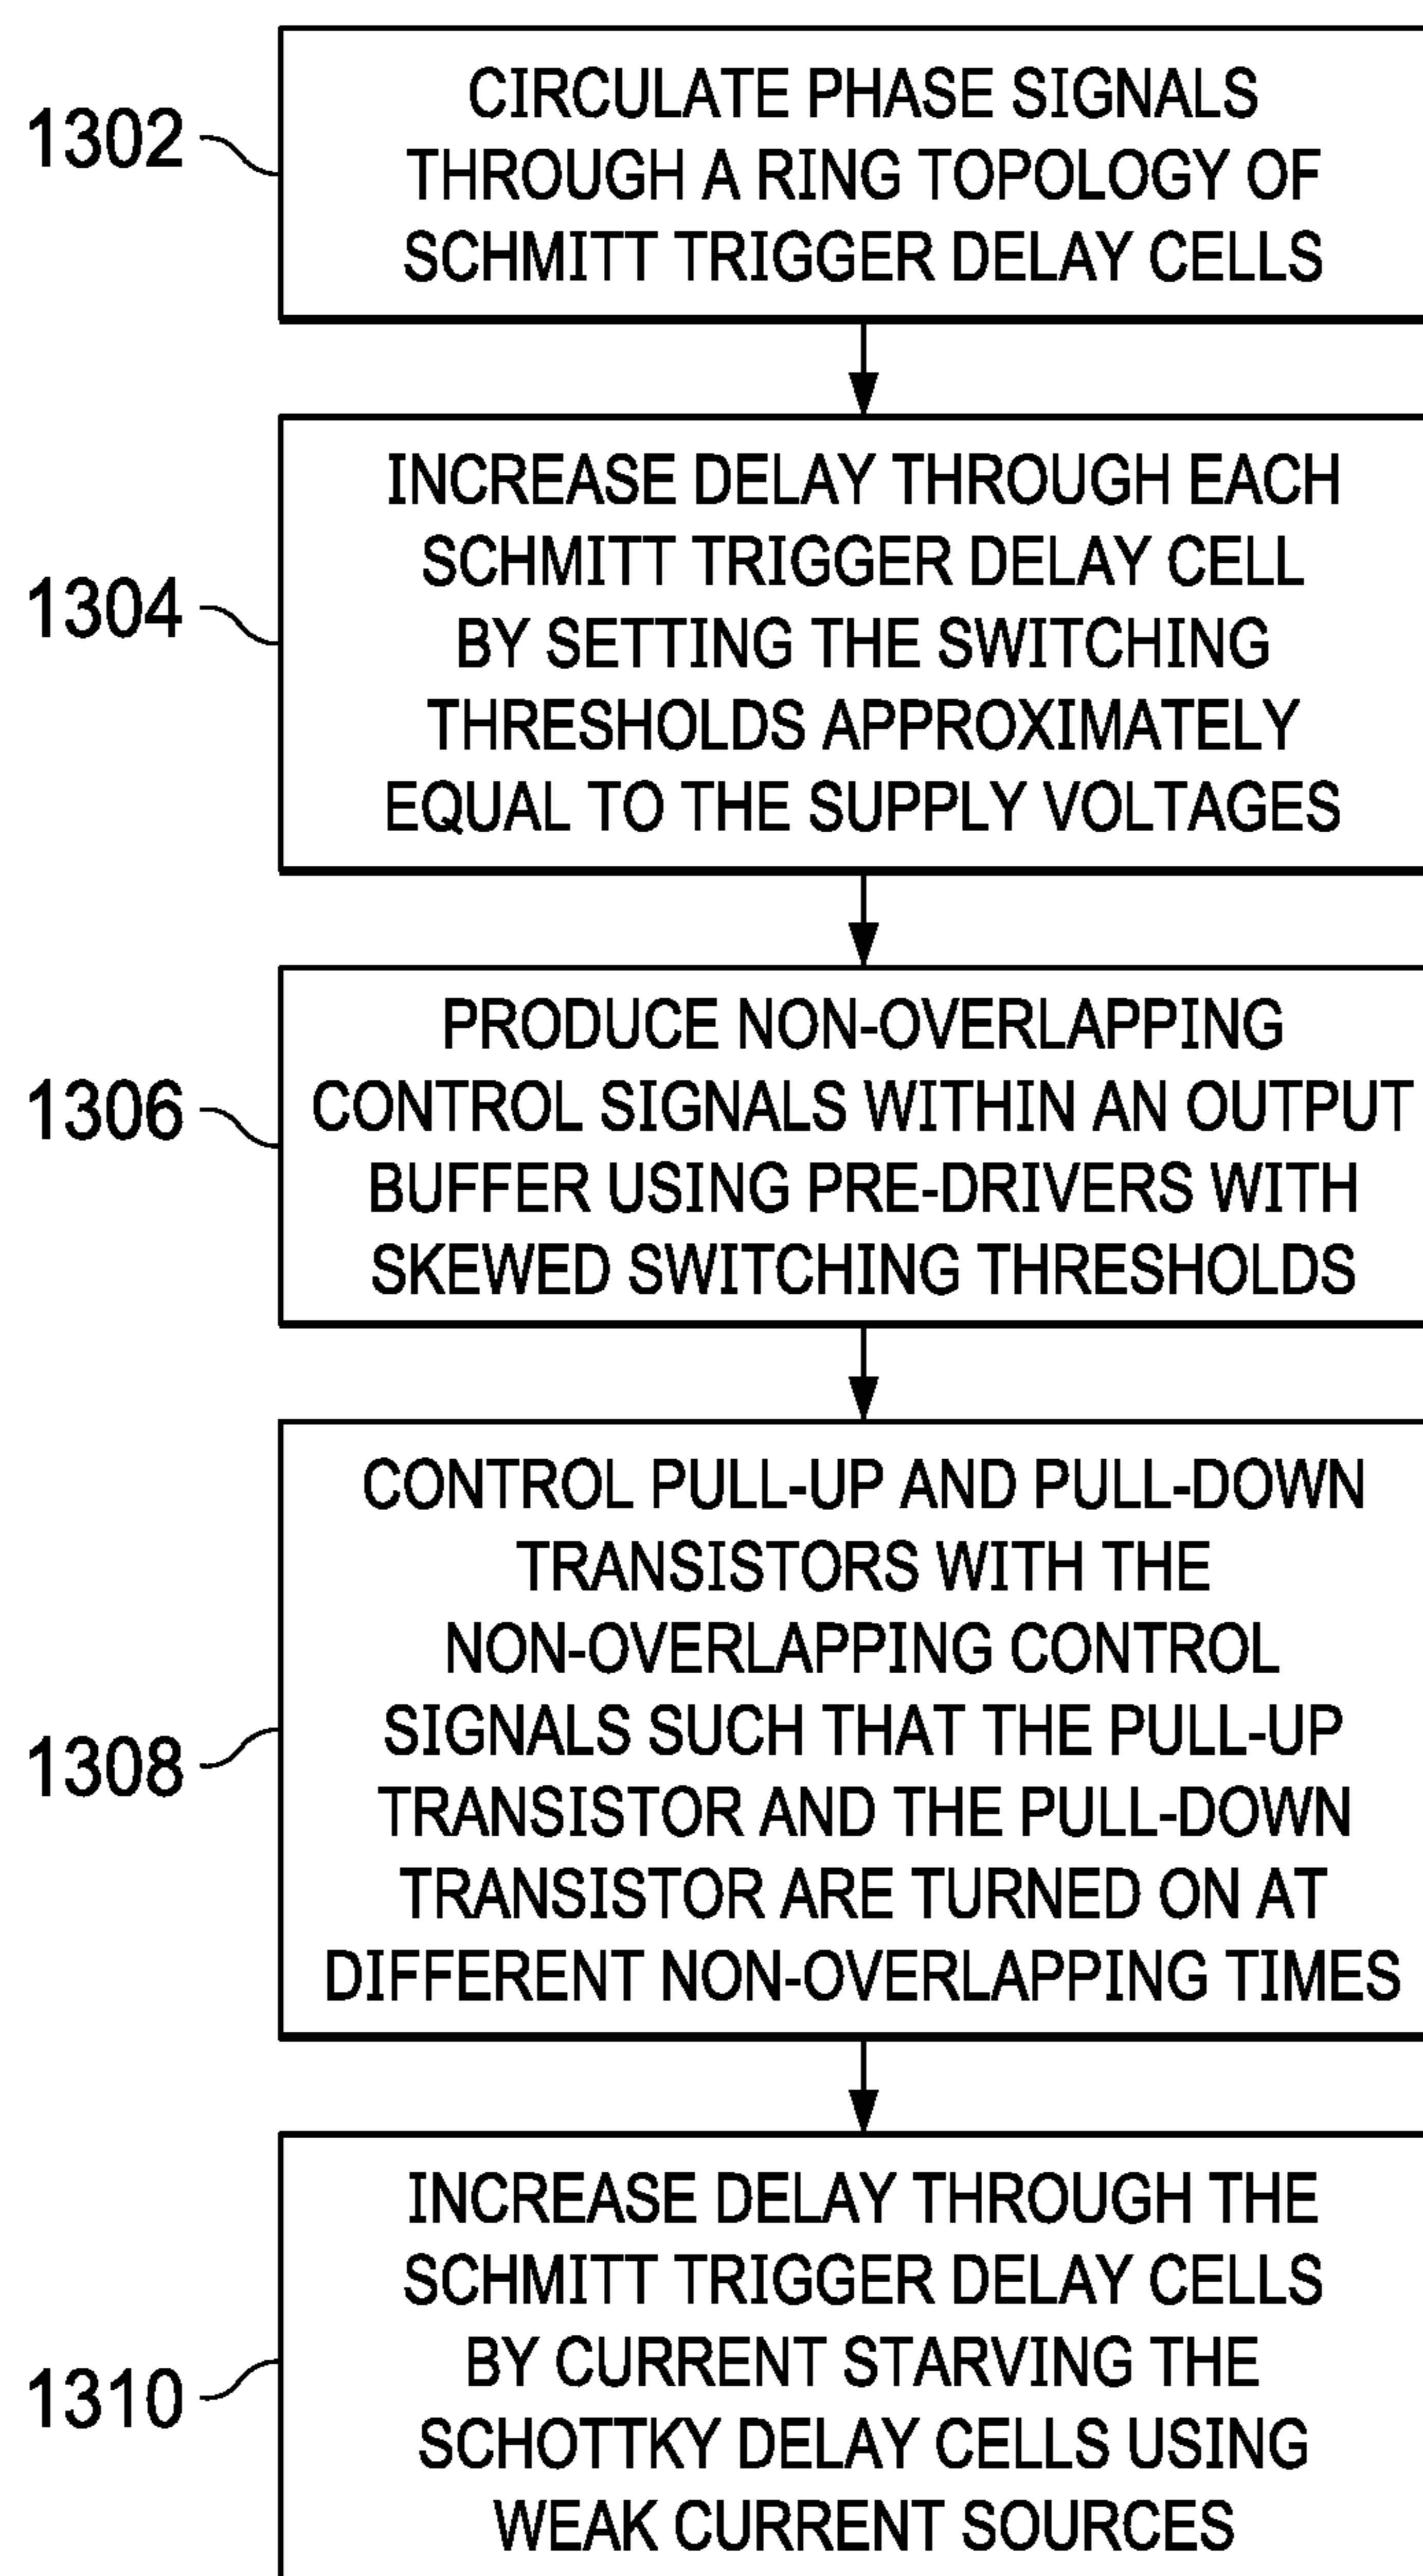 1302
CIRCULATE PHASE SIGNALS
THROUGH A RING TOPOLOGY OF
SCHMITT TRIGGER DELAY CELLS
1304
INCREASE DELAY THROUGH EACH
SCHMITT TRIGGER DELAY CELL
BY SETTING THE SWITCHING
THRESHOLDS APPROXIMATELY
EQUAL TO THE SUPPLY VOLTAGES
1306
PRODUCE NON-OVERLAPPING
CONTROL SIGNALS WITHIN AN OUTPUT
BUFFER USING PRE-DRIVERS WITH
SKEWED SWITCHING THRESHOLDS
1308
CONTROL PULL-UP AND PULL-DOWN
TRANSISTORS WITH THE
NON-OVERLAPPING CONTROL
SIGNALS SUCH THAT THE PULL-UP
TRANSISTOR AND THE PULL-DOWN
TRANSISTOR ARE TURNED ON AT
DIFFERENT NON-OVERLAPPING TIMES
1310
INCREASE DELAY THROUGH THE
SCHMITT TRIGGER DELAY CELLS
BY CURRENT STARVING THE
SCHOTTKY DELAY CELLS USING
WEAK CURRENT SOURCES